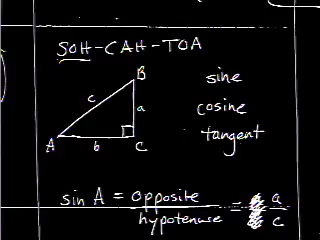 SOH-CAH-TOA
B
sine
c
a
cosine
tangent
A
b
C
sin A = opposite / hypotenuse = a / c